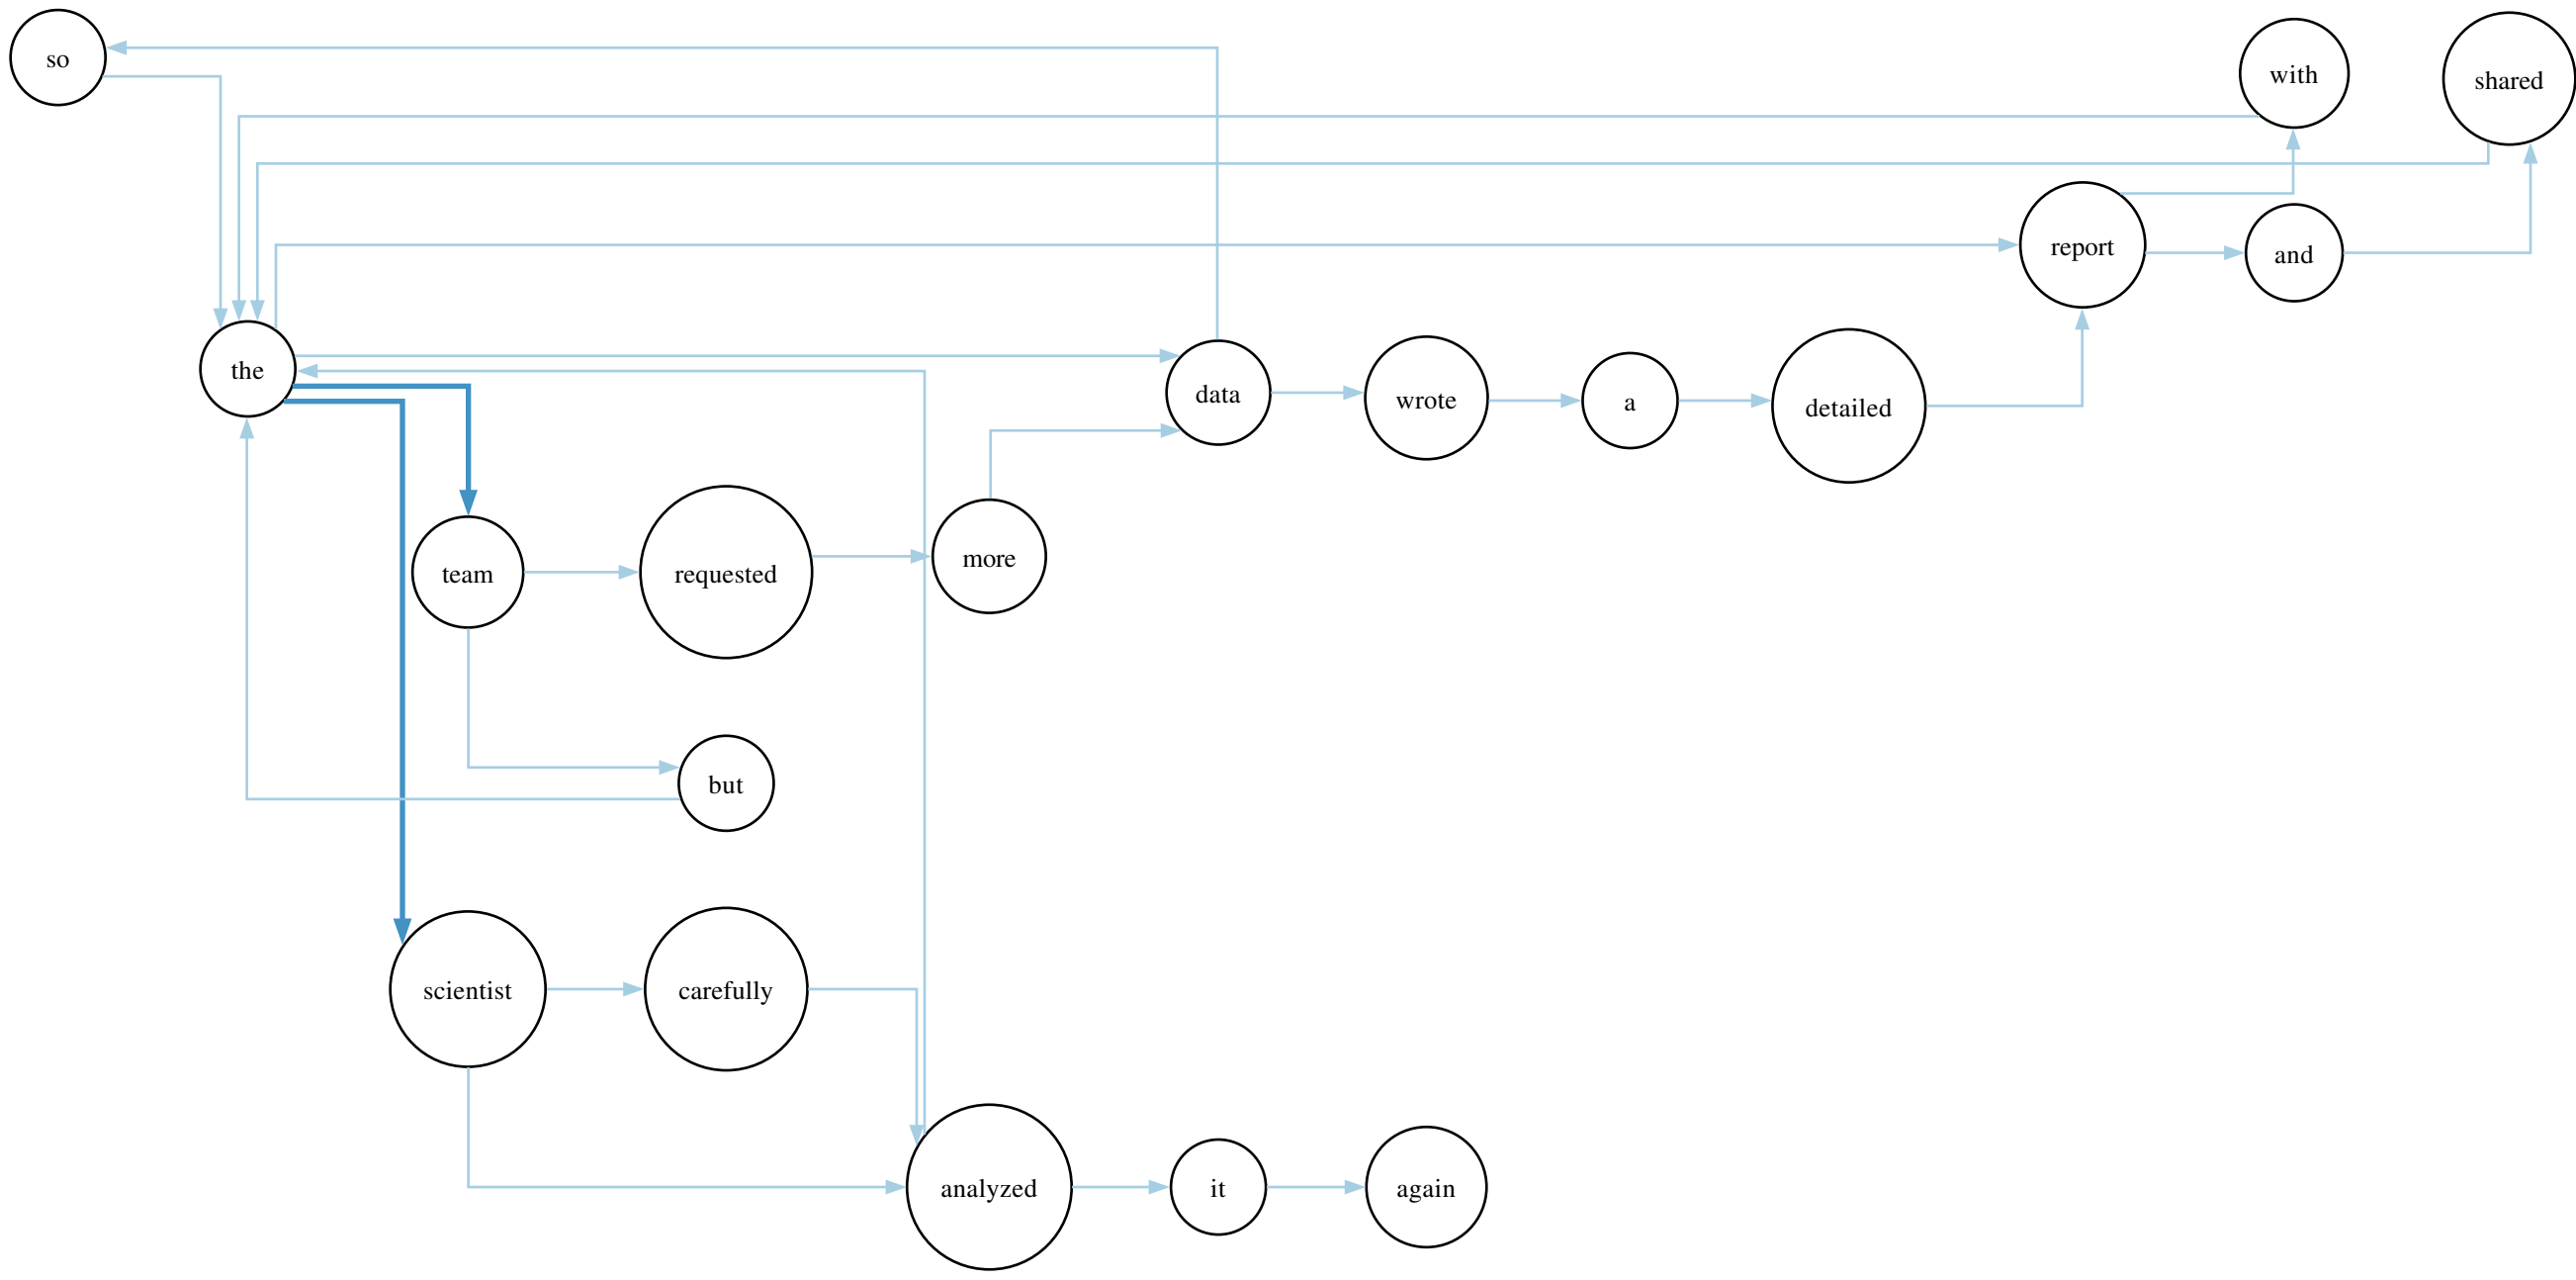 so
with
shared
report
and
the
data
wrote
a
detailed
team
requested
more
but
scientist
carefully
analyzed
it
again